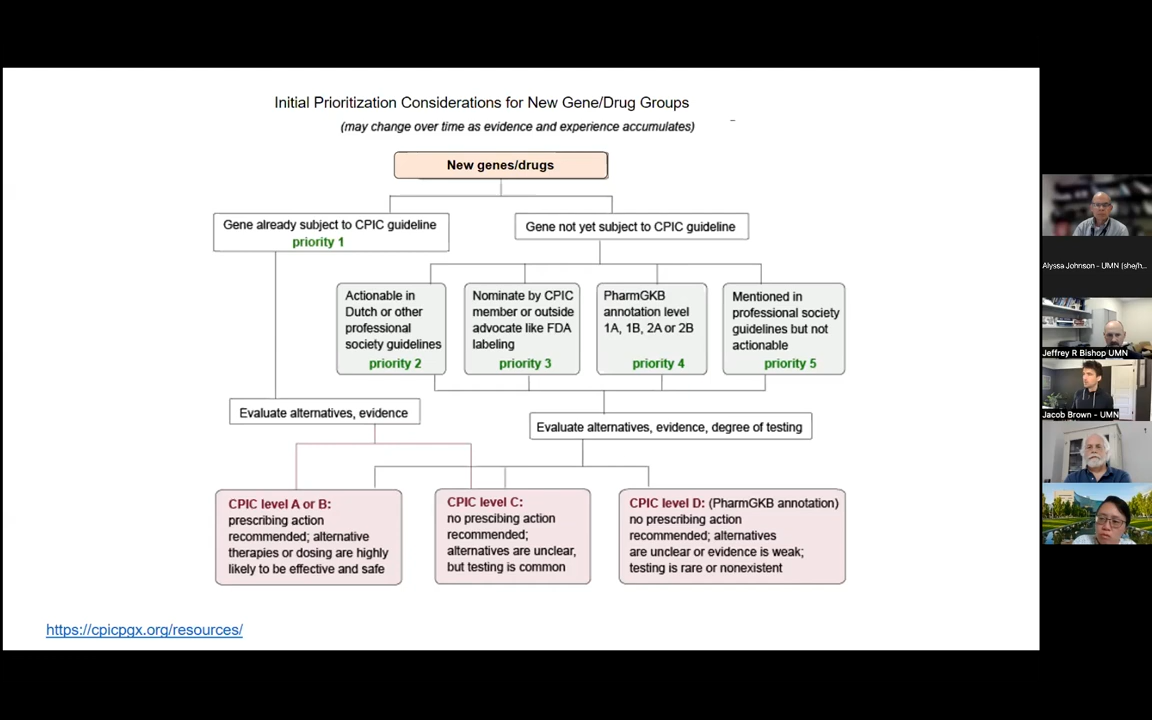 Initial Prioritization Considerations for New Gene/Drug Groups
(may change over time as evidence and experience accumulates)
New genes/drugs
Gene already subject to CPIC guideline
priority 1
Gene not yet subject to CPIC guideline
Actionable in
Dutch or other
professional
society guidelines
priority 2
Nominate by CPIC
member or outside
advocate like FDA
labeling
priority 3
PharmGKB
annotation level
1A, 1B, 2A or 2B
priority 4
Mentioned in
professional society
guidelines but not
actionable
priority 5
Evaluate alternatives, evidence
Evaluate alternatives, evidence, degree of testing
CPIC level A or B:
prescribing action
recommended; alternative
therapies or dosing are highly
likely to be effective and safe
CPIC level C:
no prescibing action
recommended;
alternatives are unclear,
but testing is common
CPIC level D: (PharmGKB annotation)
no prescribing action
recommended; alternatives
are unclear or evidence is weak;
testing is rare or nonexistent
https://cpicpgx.org/resources/
Alyssa Johnson - UMN (she/h...
Jeffrey R Bishop UMN
Jacob Brown - UMN